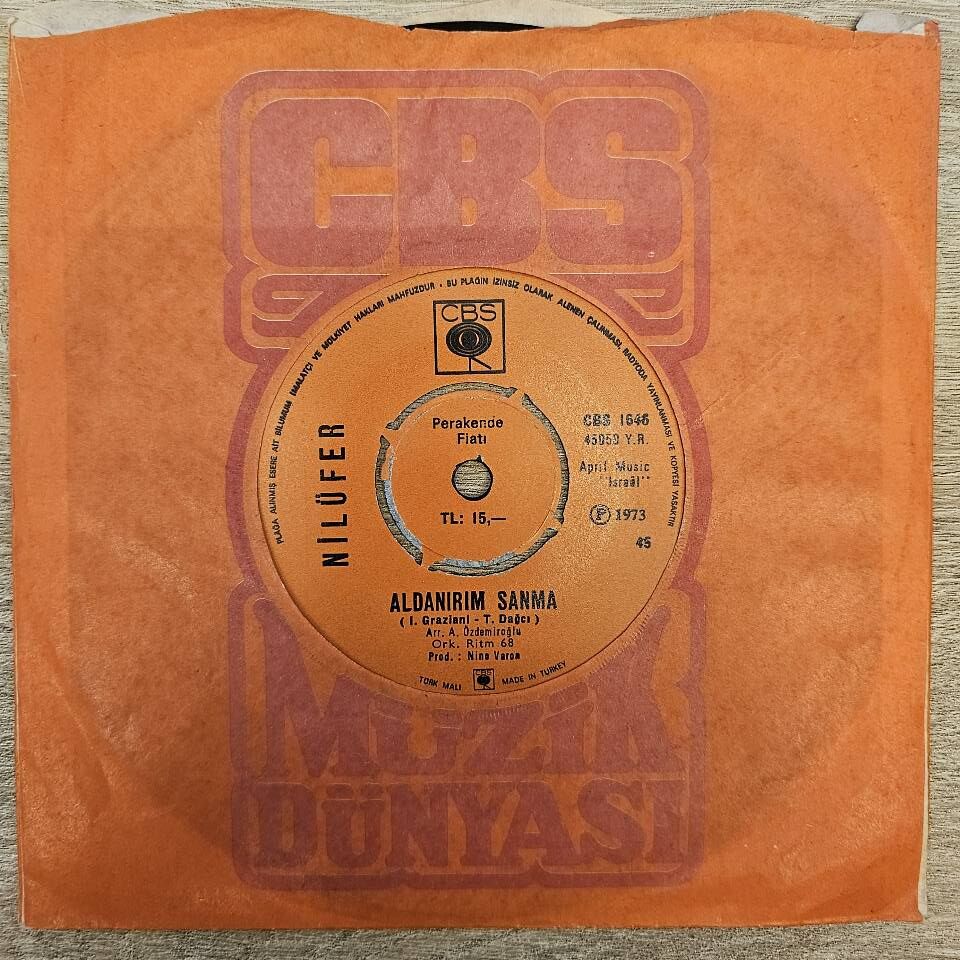 CBS
PLAĞA ALINMIŞ ESERE AİT BİLUMUM İMALATÇI VE MÜLKİYET HAKLARI MAHFUZDUR · BU PLAĞIN İZİNSİZ OLARAK ALENEN ÇALINMASI, RADYODA YAYINLANMASI VE KOPYESİ YASAKTIR
CBS
Perakende
Fiatı
TL: 15,—
NİLÜFER
CBS 1646
45059 Y.R.
April Music
"Israël"
Ⓟ 1973
45
ALDANIRIM SANMA
( I. Graziani - T. Dağcı )
Arr. A. Özdemiroğlu
Ork. Ritm 68
Prod. : Nino Varon
TÜRK MALI CBS MADE IN TURKEY
MÜZİK
DÜNYASI